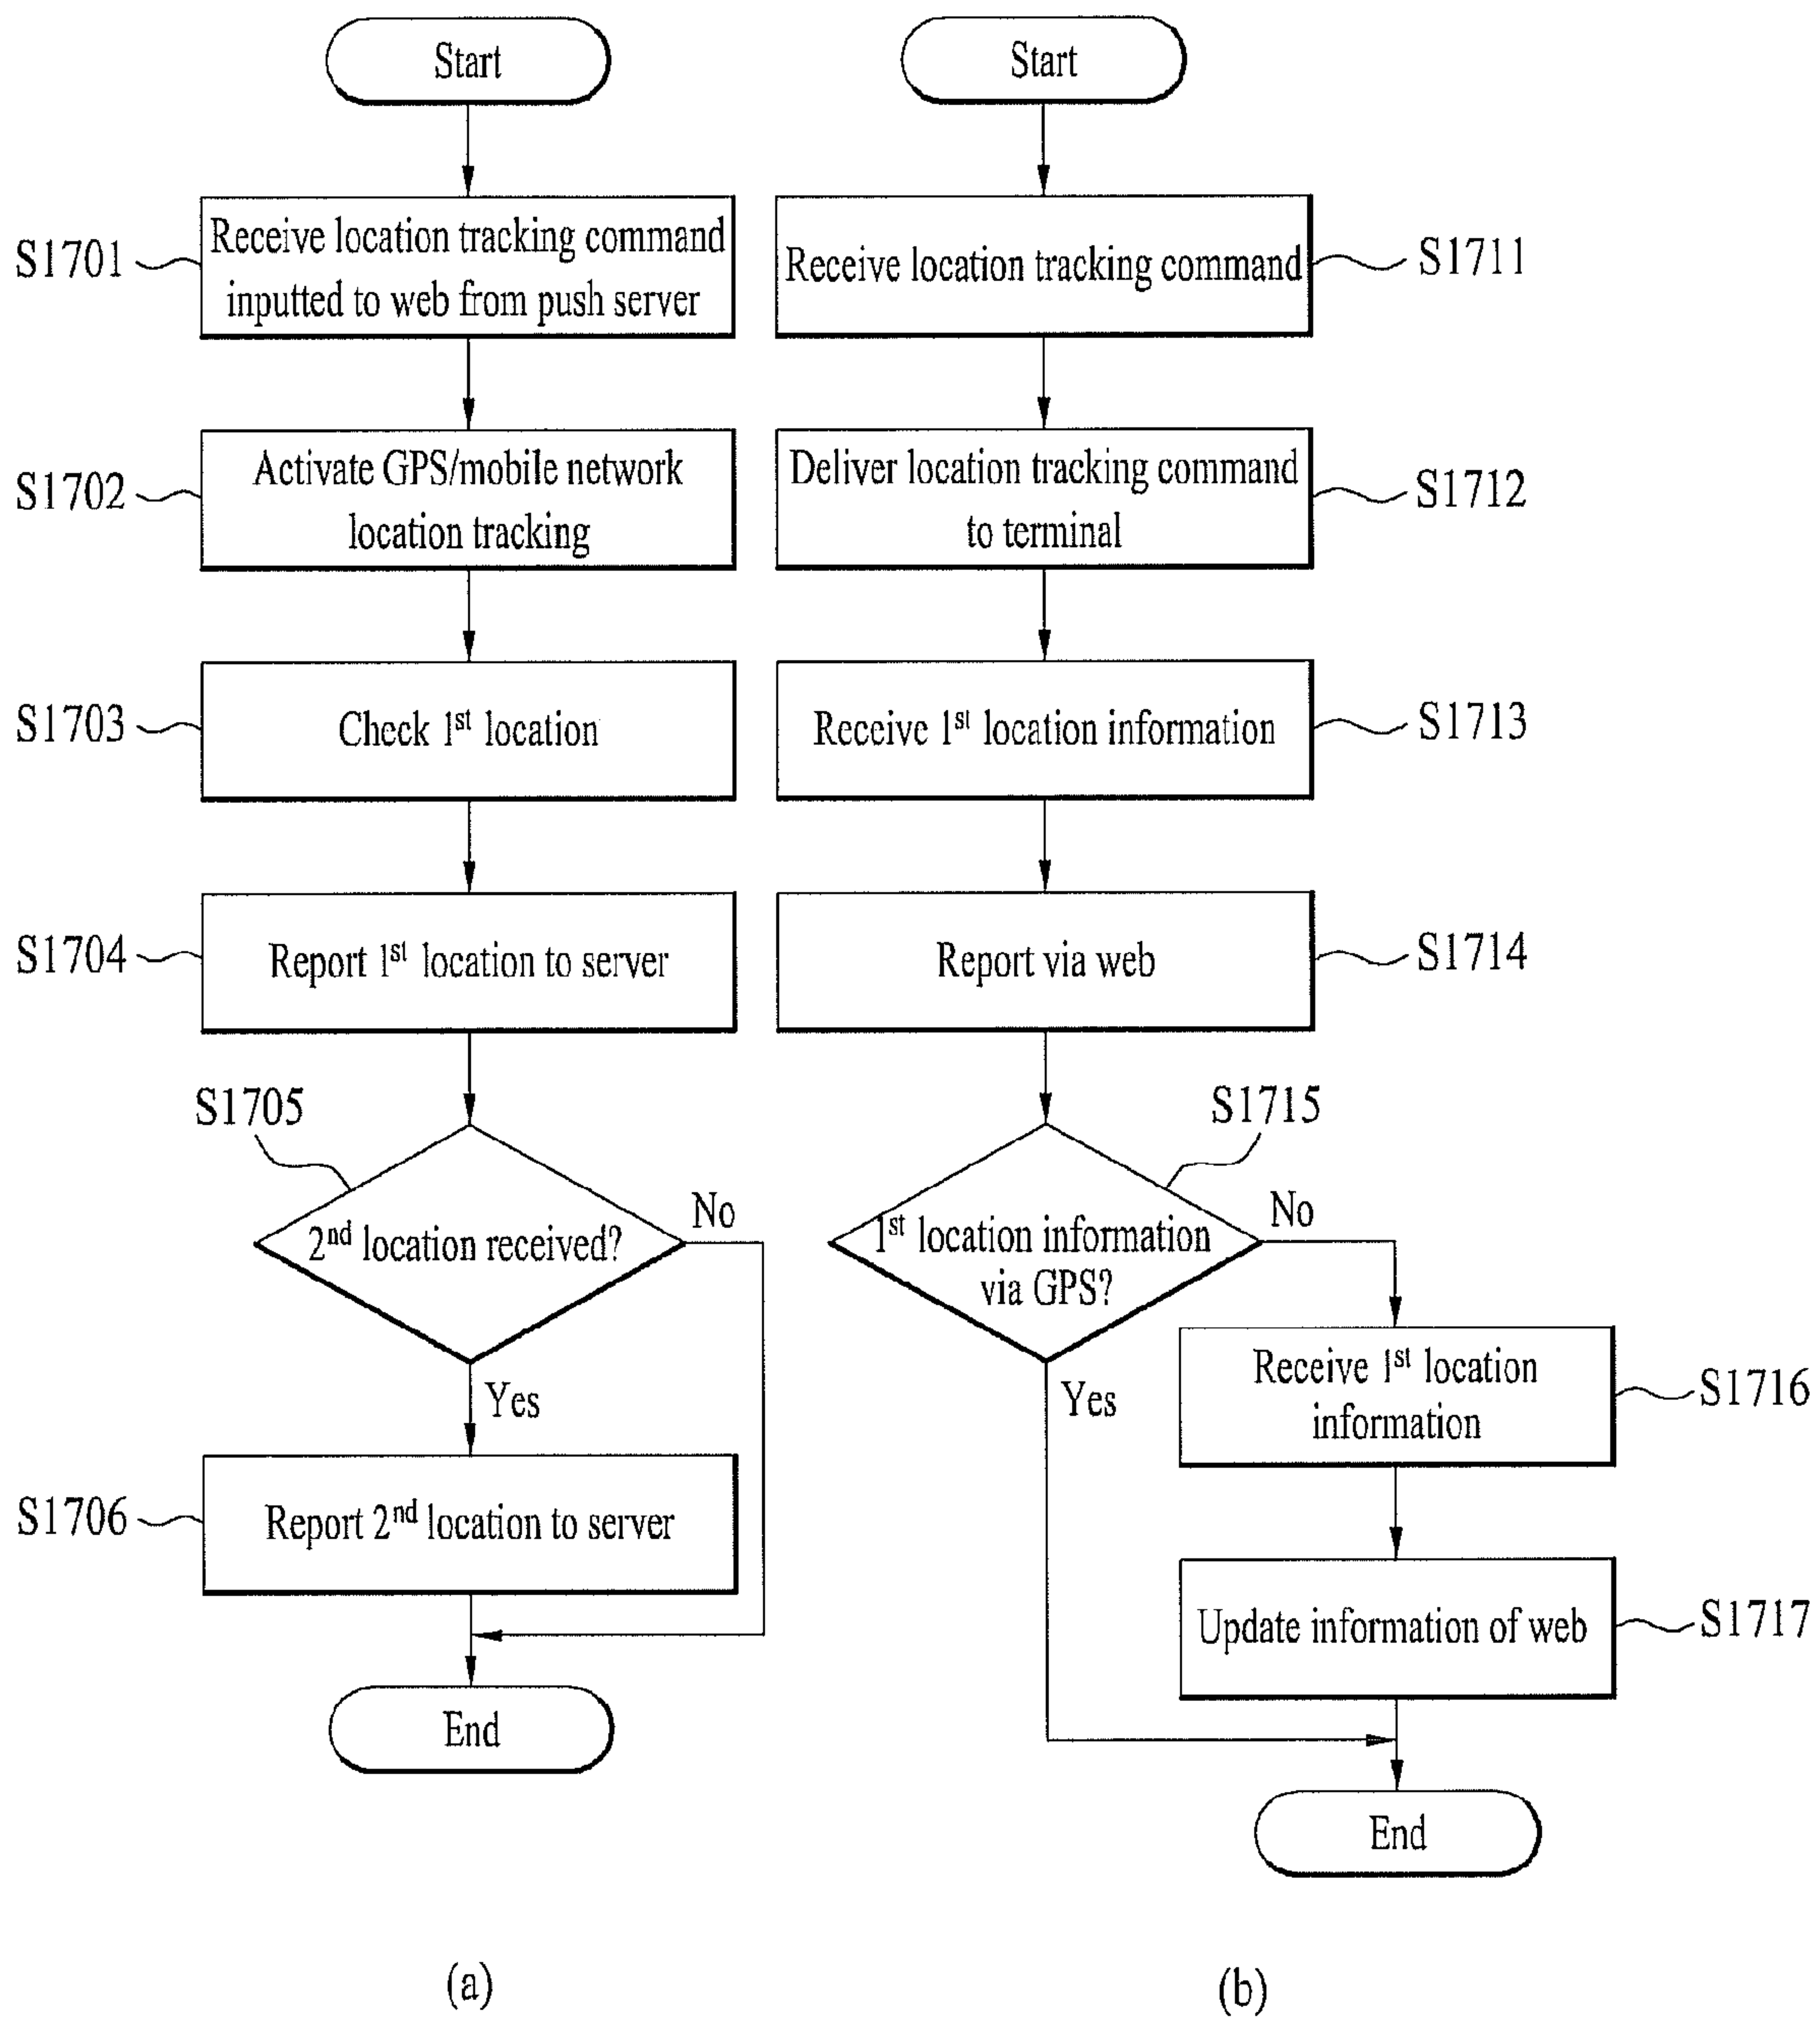 Start
S1701
Receive location tracking command
inputted to web from push server
S1702
Activate GPS/mobile network
location tracking
S1703
Check 1st location
S1704
Report 1st location to server
S1705
2nd location received?
No
Yes
S1706
Report 2nd location to server
End
(a)
Start
Receive location tracking command
S1711
Deliver location tracking command
to terminal
S1712
Receive 1st location information
S1713
Report via web
S1714
S1715
1st location information
via GPS?
No
Yes
Receive 1st location
information
S1716
Update information of web
S1717
End
(b)